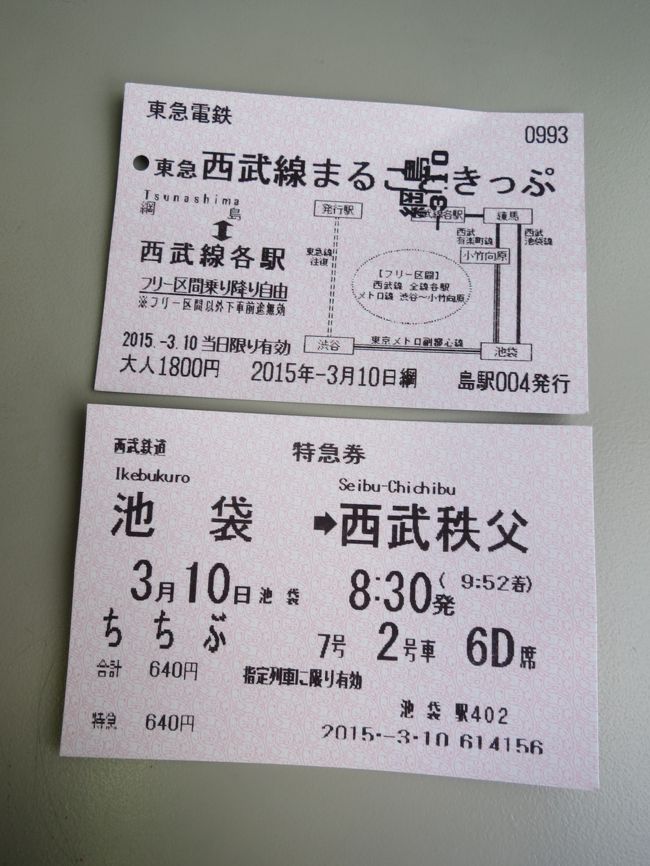 東急電鉄
0993
●東急 西武線まる きっぷ
綱島
-3.10
Tsunashima
綱 島
↕
西武線各駅
フリー区間乗り降り自由
※フリー区間以外下車前途無効
発行駅
東急線
往復
武線各駅
練馬
西武
有楽町線
西武
池袋線
小竹向原
【フリー区間】
西武線 全線各駅
メトロ線 渋谷〜小竹向原
渋谷
東京メトロ副都心線
池袋
2015.-3.10 当日限り有効
大人1800円 2015年-3月10日綱 島駅004発行
西武鉄道
特急券
Ikebukuro
Seibu-Chichibu
池 袋 ➡西武秩父
3月10日 池 袋 8:30発 ( 9:52着)
ちちぶ 7号 2号車 6D席
合計 640円 指定列車に限り有効
特急 640円
池 袋 駅402
2015.-3.10 614156